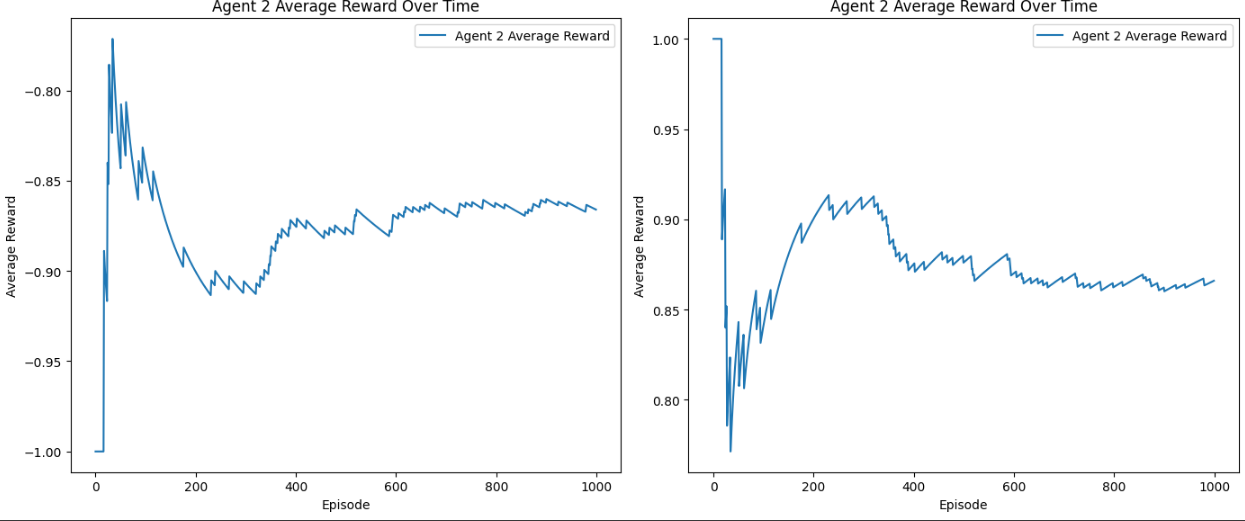 Agent 2 Average Reward Over Time
Agent 2 Average Reward
Average Reward
−0.80
−0.85
−0.90
−0.95
−1.00
0 200 400 600 800 1000
Episode
Agent 2 Average Reward Over Time
Agent 2 Average Reward
Average Reward
1.00
0.95
0.90
0.85
0.80
0 200 400 600 800 1000
Episode